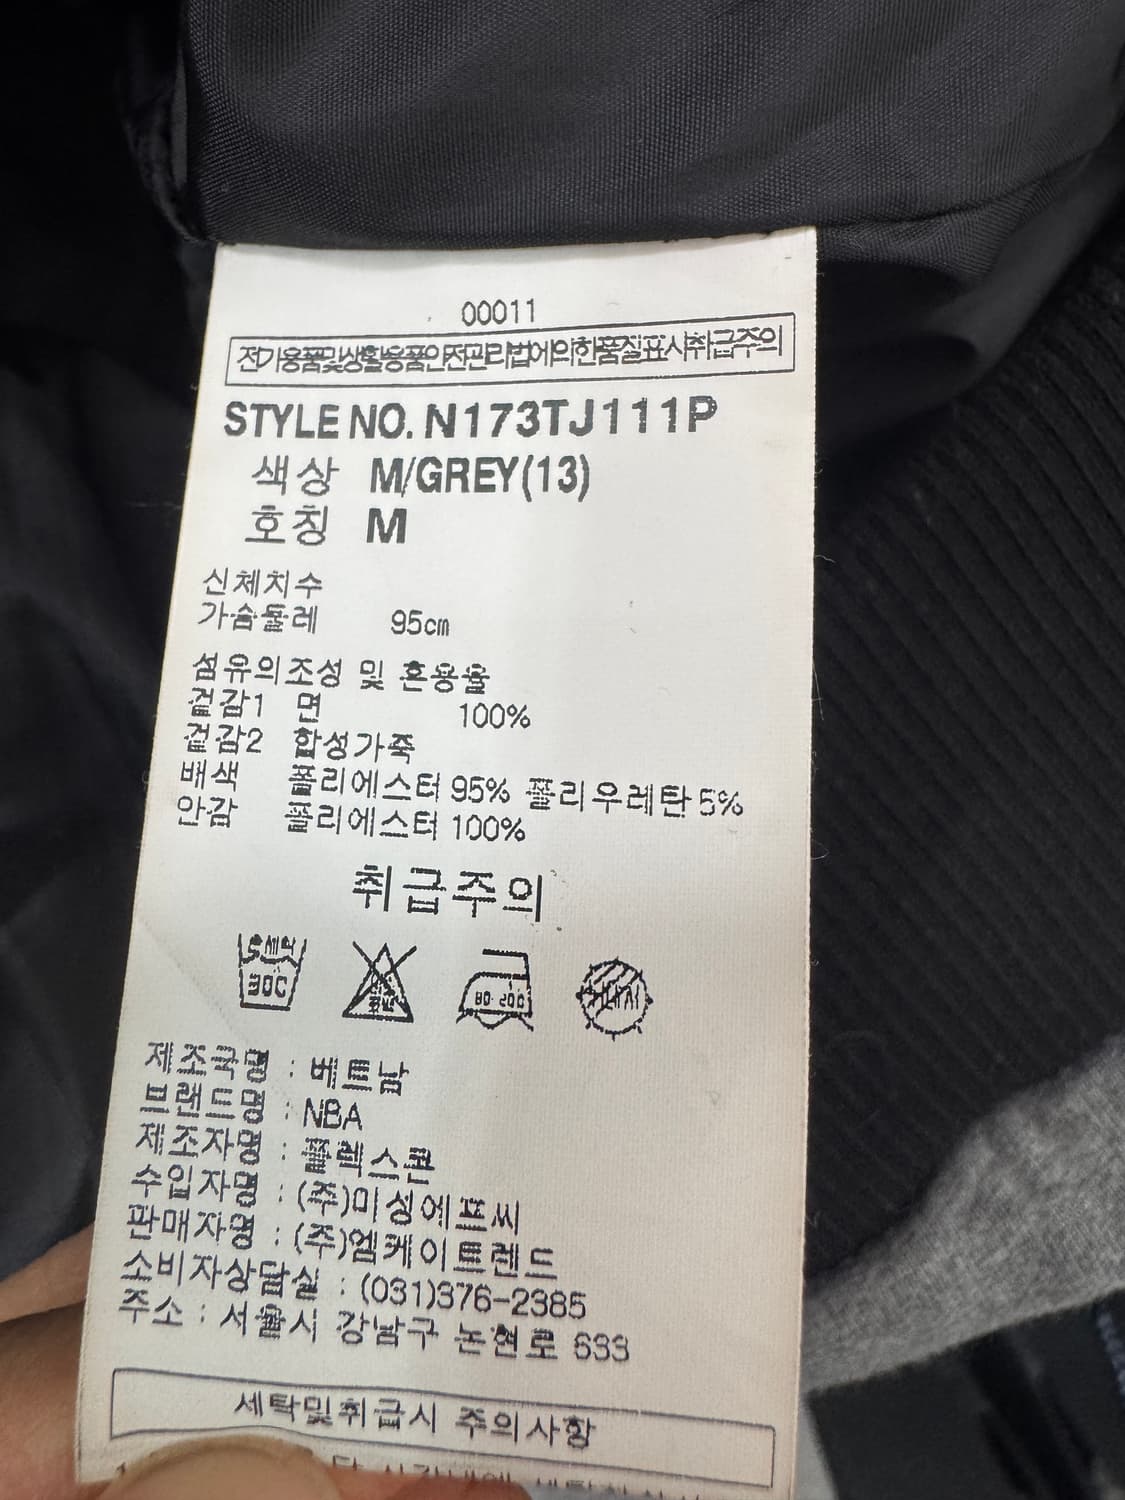 00011
전기용품및생활용품안전관리법에의한품질표시취급주의
STYLE NO. N173TJ111P
색상 M/GREY(13)
호칭 M
신체치수
가슴둘레 95cm
섬유의조성 및 혼용율
겉감1 면 100%
겉감2 합성가죽
배색 폴리에스터 95% 폴리우레탄 5%
안감 폴리에스터 100%
취급주의
제조국명 : 베트남
브랜드명 : NBA
제조자명 : 플렉스콘
수입자명 : (주)미성에프씨
판매자명 : (주)엠케이트렌드
소비자상담실 : (031)376-2385
주소 : 서울시 강남구 논현로 633
세탁및취급시 주의사항